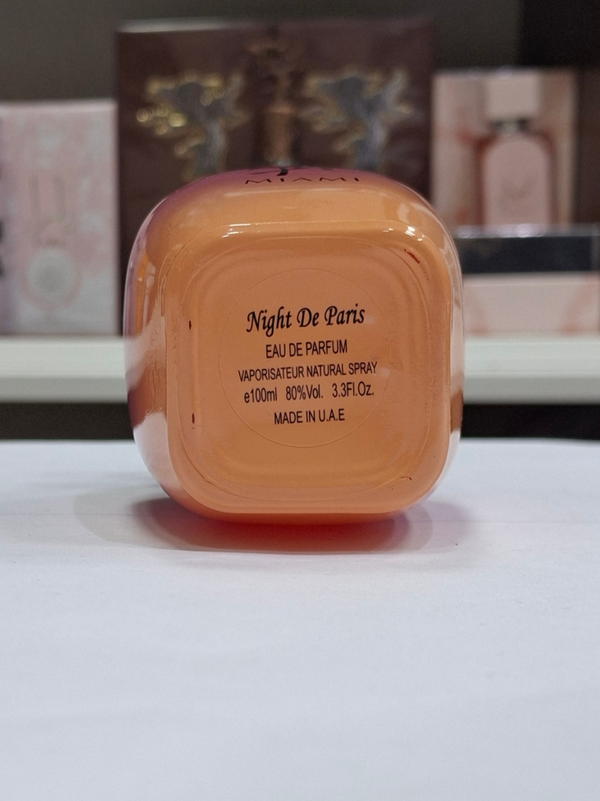 MIAMI
Night De Paris
EAU DE PARFUM
VAPORISATEUR NATURAL SPRAY
e100ml 80%Vol. 3.3Fl.Oz.
MADE IN U.A.E